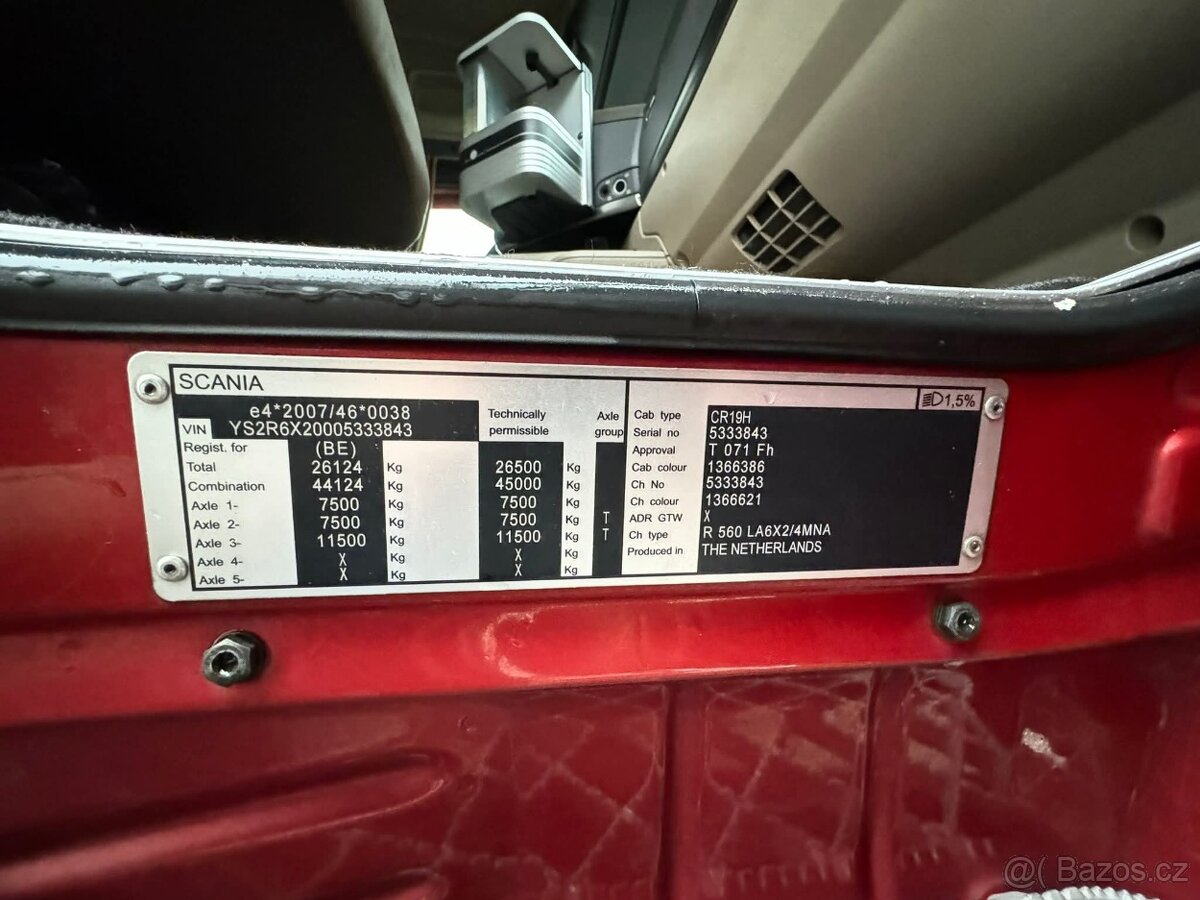 SCANIA
e4*2007/46*0038
VIN YS2R6X20005333843
Technically permissible
Axle group
Regist. for (BE)
Total 26124 Kg 26500 Kg
Combination 44124 Kg 45000 Kg
Axle 1- 7500 Kg 7500 Kg
Axle 2- 7500 Kg 7500 Kg T
Axle 3- 11500 Kg 11500 Kg T
Axle 4- X Kg X Kg
Axle 5- X Kg X Kg
1,5%
Cab type CR19H
Serial no 5333843
Approval T 071 Fh
Cab colour 1366386
Ch No 5333843
Ch colour 1366621
ADR GTW X
Ch type R 560 LA6X2/4MNA
Produced in THE NETHERLANDS
@( Bazos.cz